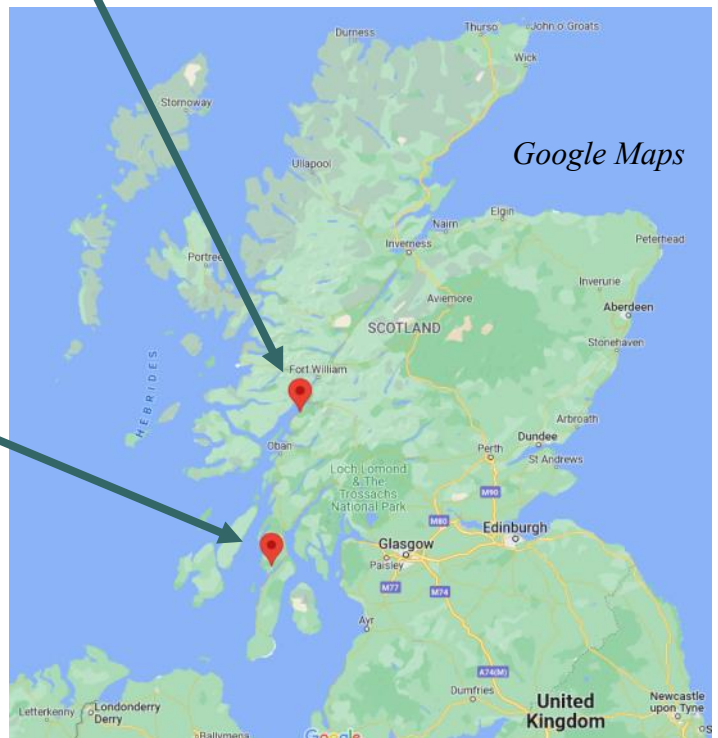 Durness
Thurso
John o' Groats
Wick
Stornoway
Google Maps
Ullapool
Elgin
Nairn
Peterhead
Inverness
Portree
Inverurie
Aviemore
Aberdeen
SCOTLAND
Stonehaven
HEBRIDES
Fort William
Arbroath
Oban
Dundee
Perth
St Andrews
Loch Lomond
& The
Trossachs
National Park
M90
M80
Edinburgh
Glasgow
Paisley
M77
M74
Ayr
A74(M)
Dumfries
United
Kingdom
Newcastle
upon Tyne
Letterkenny
Londonderry
Derry
Ballymena
Google